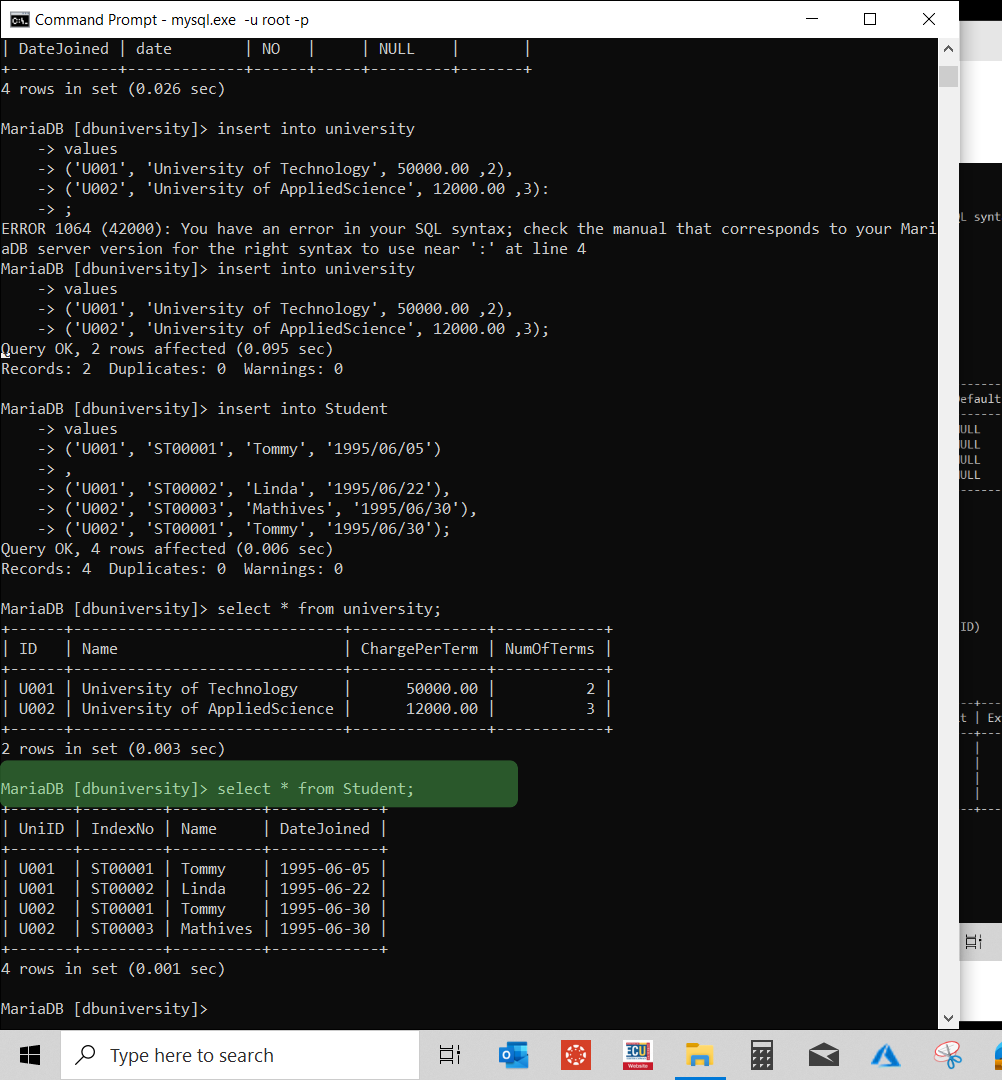 Command Prompt - mysql.exe  -u root -p
| DateJoined | date        | NO   |     | NULL    |       |
+------------+-------------+------+-----+---------+-------+
4 rows in set (0.026 sec)
MariaDB [dbuniversity]> insert into university
    -> values
    -> ('U001', 'University of Technology', 50000.00 ,2),
    -> ('U002', 'University of AppliedScience', 12000.00 ,3):
    -> ;
ERROR 1064 (42000): You have an error in your SQL syntax; check the manual that corresponds to your Mari
aDB server version for the right syntax to use near ':' at line 4
MariaDB [dbuniversity]> insert into university
    -> values
    -> ('U001', 'University of Technology', 50000.00 ,2),
    -> ('U002', 'University of AppliedScience', 12000.00 ,3);
Query OK, 2 rows affected (0.095 sec)
Records: 2  Duplicates: 0  Warnings: 0
MariaDB [dbuniversity]> insert into Student
    -> values
    -> ('U001', 'ST00001', 'Tommy', '1995/06/05')
    -> ,
    -> ('U001', 'ST00002', 'Linda', '1995/06/22'),
    -> ('U002', 'ST00003', 'Mathives', '1995/06/30'),
    -> ('U002', 'ST00001', 'Tommy', '1995/06/30');
Query OK, 4 rows affected (0.006 sec)
Records: 4  Duplicates: 0  Warnings: 0
MariaDB [dbuniversity]> select * from university;
+------+------------------------------+---------------+------------+
| ID   | Name                         | ChargePerTerm | NumOfTerms |
+------+------------------------------+---------------+------------+
| U001 | University of Technology     |      50000.00 |          2 |
| U002 | University of AppliedScience |      12000.00 |          3 |
+------+------------------------------+---------------+------------+
2 rows in set (0.003 sec)
MariaDB [dbuniversity]> select * from Student;
+-------+---------+----------+------------+
| UniID | IndexNo | Name     | DateJoined |
+-------+---------+----------+------------+
| U001  | ST00001 | Tommy    | 1995-06-05 |
| U001  | ST00002 | Linda    | 1995-06-22 |
| U002  | ST00001 | Tommy    | 1995-06-30 |
| U002  | ST00003 | Mathives | 1995-06-30 |
+-------+---------+----------+------------+
4 rows in set (0.001 sec)
MariaDB [dbuniversity]>
Type here to search
ECU
Website